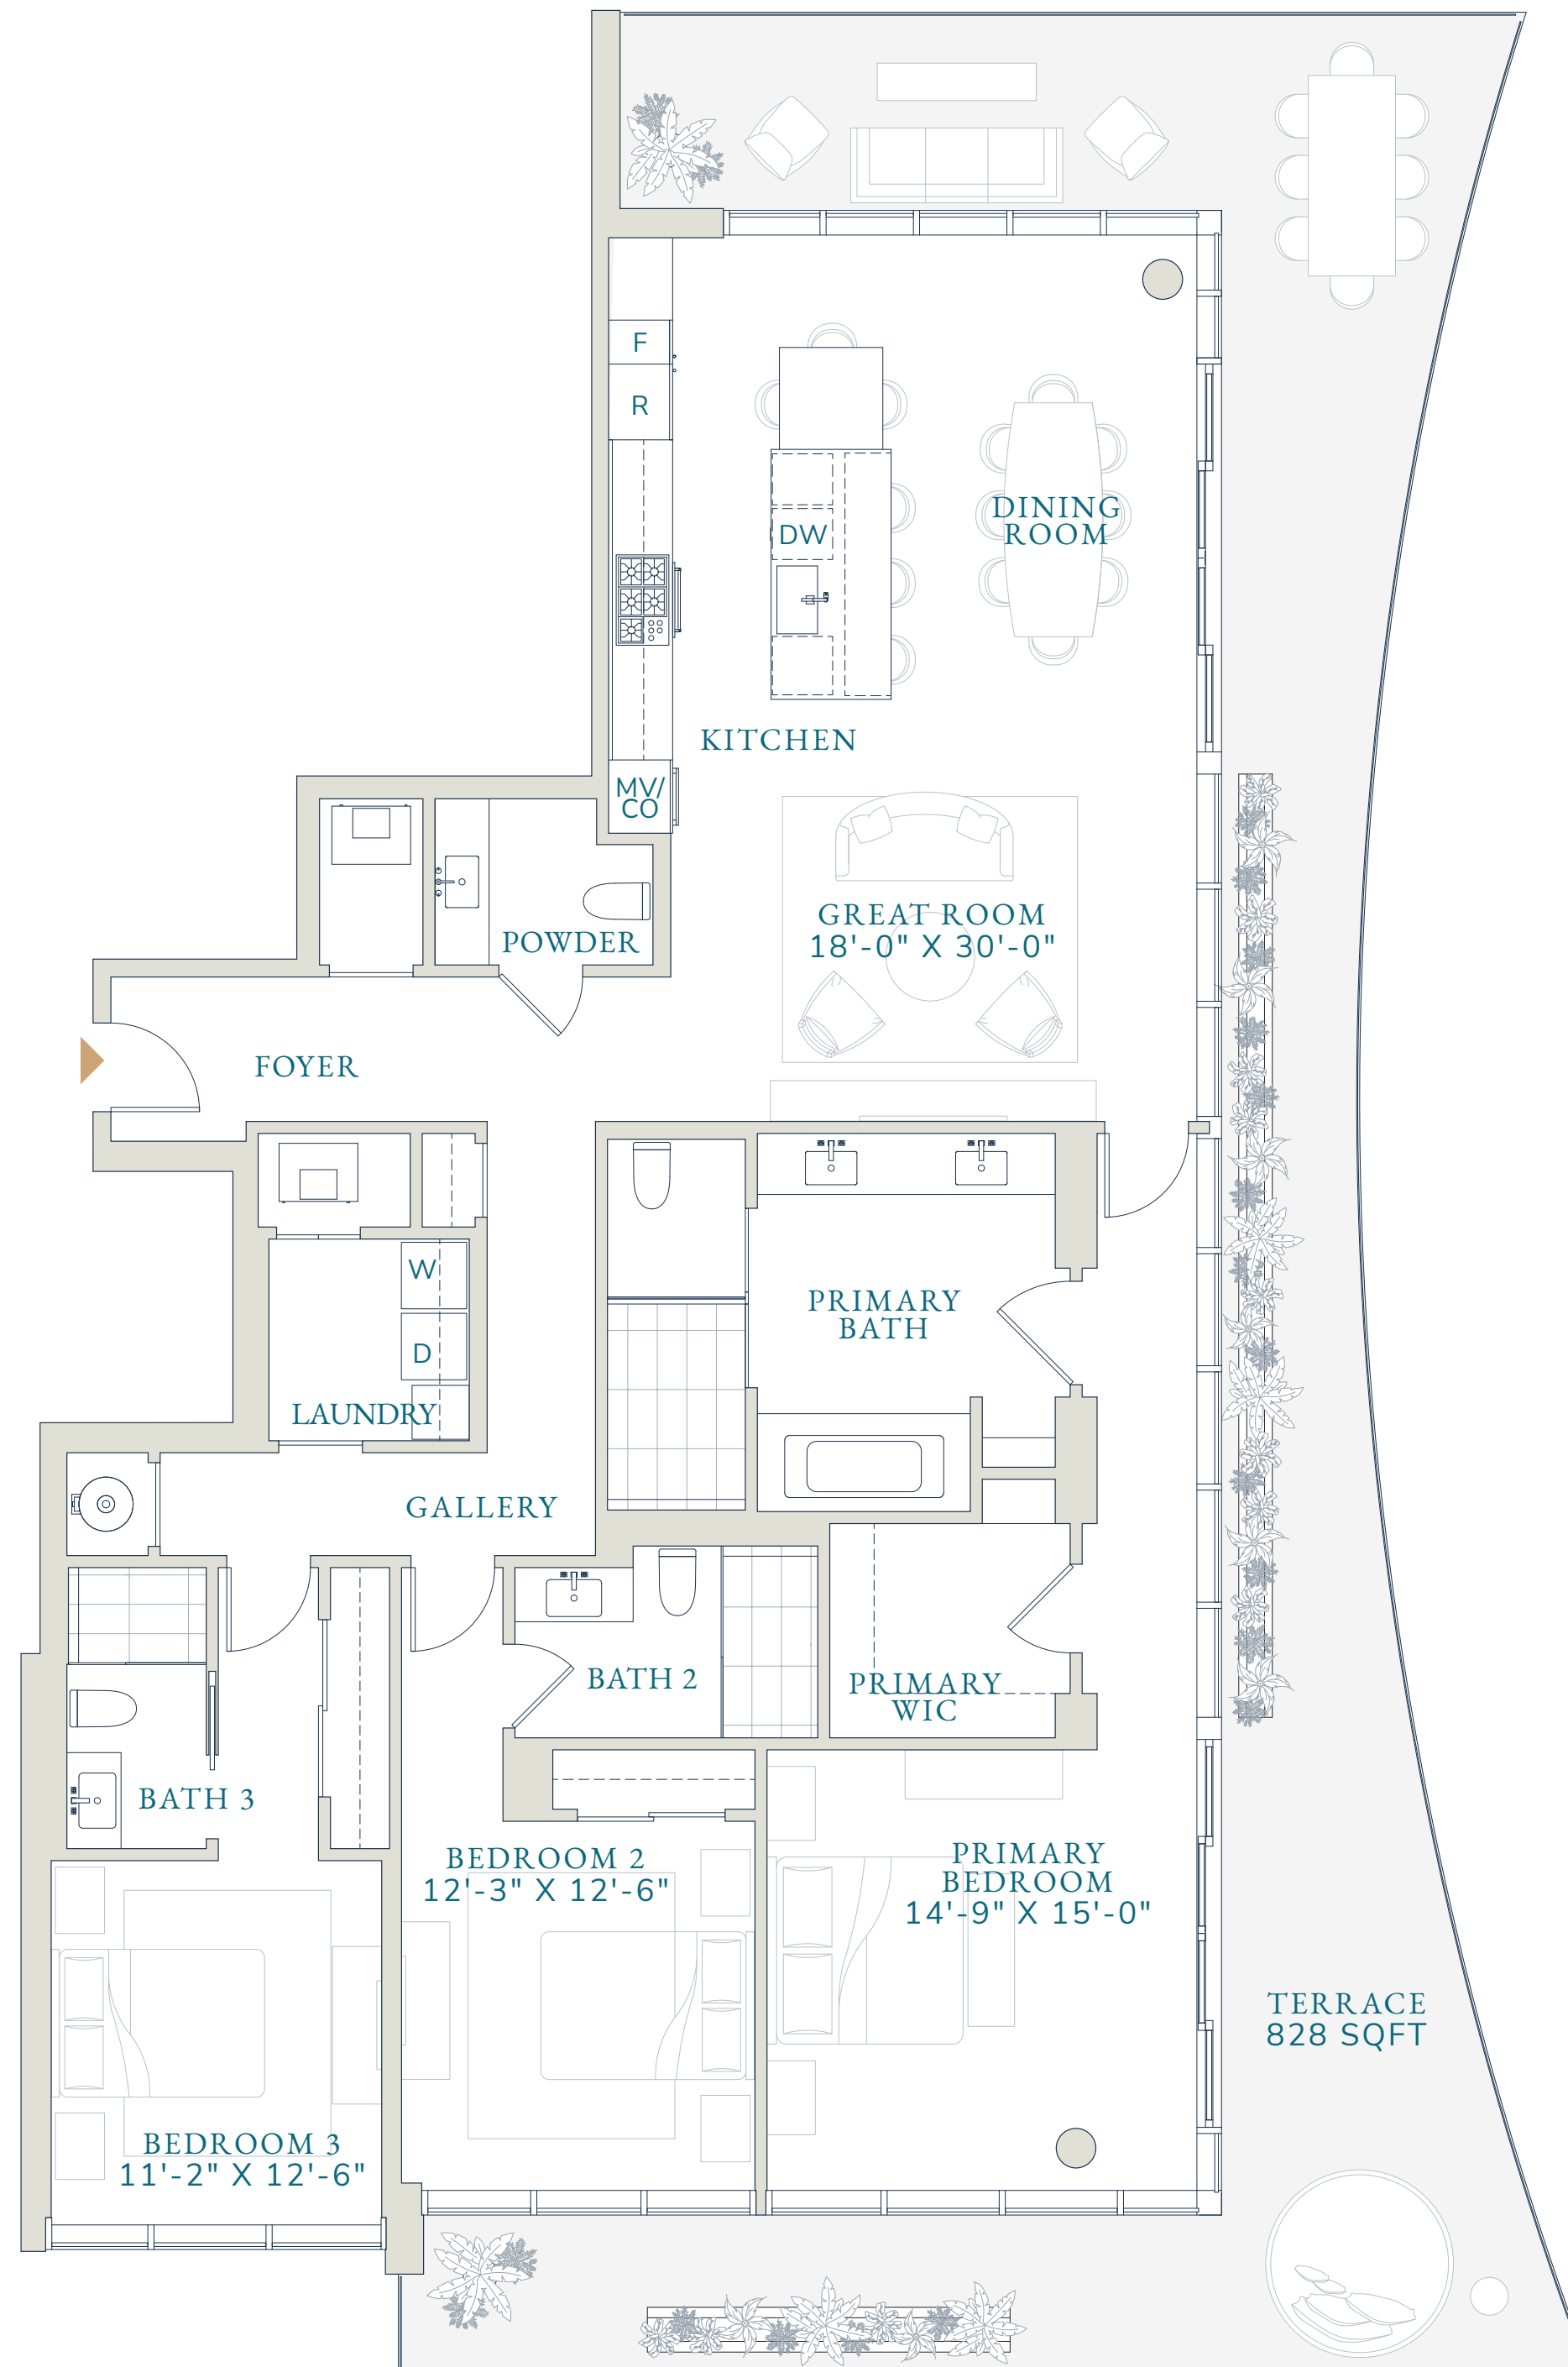 F
R
DW
DINING
ROOM
KITCHEN
MV/
CO
GREAT ROOM
18'-0" X 30'-0"
POWDER
FOYER
W
D
LAUNDRY
PRIMARY
BATH
GALLERY
BATH 2
PRIMARY
WIC
BATH 3
BEDROOM 2
12'-3" X 12'-6"
PRIMARY
BEDROOM
14'-9" X 15'-0"
TERRACE
828 SQFT
BEDROOM 3
11'-2" X 12'-6"